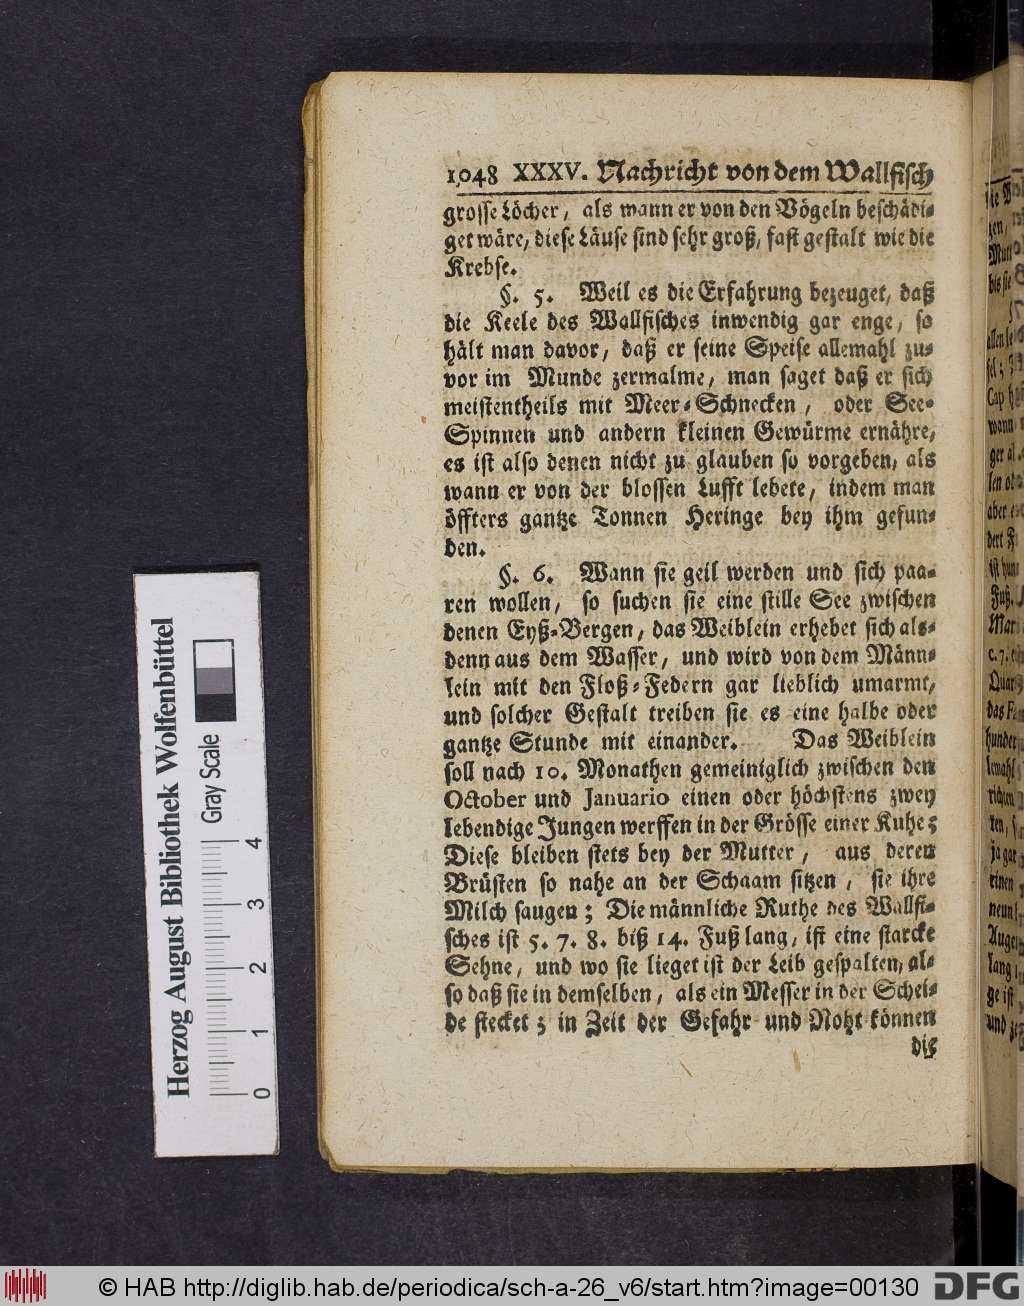 1048 XXXV. Nachricht von dem Wallfisch
grosse Löcher, als wann er von den Vögeln beschädi-
get wäre, diese Läuse sind sehr groß, fast gestalt wie die
Krebse.
§. 5. Weil es die Erfahrung bezeuget, daß
die Keele des Wallfisches inwendig gar enge, so
hält man davor, daß er seine Speise allemahl zu-
vor im Munde zermalme, man saget daß er sich
meistentheils mit Meer-Schnecken, oder See-
Spinnen und andern kleinen Gewürme ernähre,
es ist also denen nicht zu glauben so vorgeben, als
wann er von der blossen Lufft lebete, indem man
öffters gantze Tonnen Heringe bey ihm gefun-
den.
§. 6. Wann sie geil werden und sich paa-
ren wollen, so suchen sie eine stille See zwischen
denen Eyß-Bergen, das Weiblein erhebet sich als-
denn aus dem Wasser, und wird von dem Männ-
lein mit den Floß-Federn gar lieblich umarmt,
und solcher Gestalt treiben sie es eine halbe oder
gantze Stunde mit einander. Das Weiblein
soll nach 10. Monathen gemeiniglich zwischen den
October und Januario einen oder höchstens zwey
lebendige Jungen werffen in der Grösse einer Kuhe;
Diese bleiben stets bey der Mutter, aus deren
Brüsten so nahe an der Schaam sitzen, sie ihre
Milch saugen; Die männliche Ruthe des Wallfi-
sches ist 5. 7. 8. biß 14. Fuß lang, ist eine starcke
Sehne, und wo sie lieget ist der Leib gespalten, al-
so daß sie in demselben, als ein Messer in der Schei-
de stecket; in Zeit der Gefahr und Noht können
die
Herzog August Bibliothek Wolfenbüttel
Gray Scale
0 1 2 3 4
© HAB http://diglib.hab.de/periodica/sch-a-26_v6/start.htm?image=00130
DFG